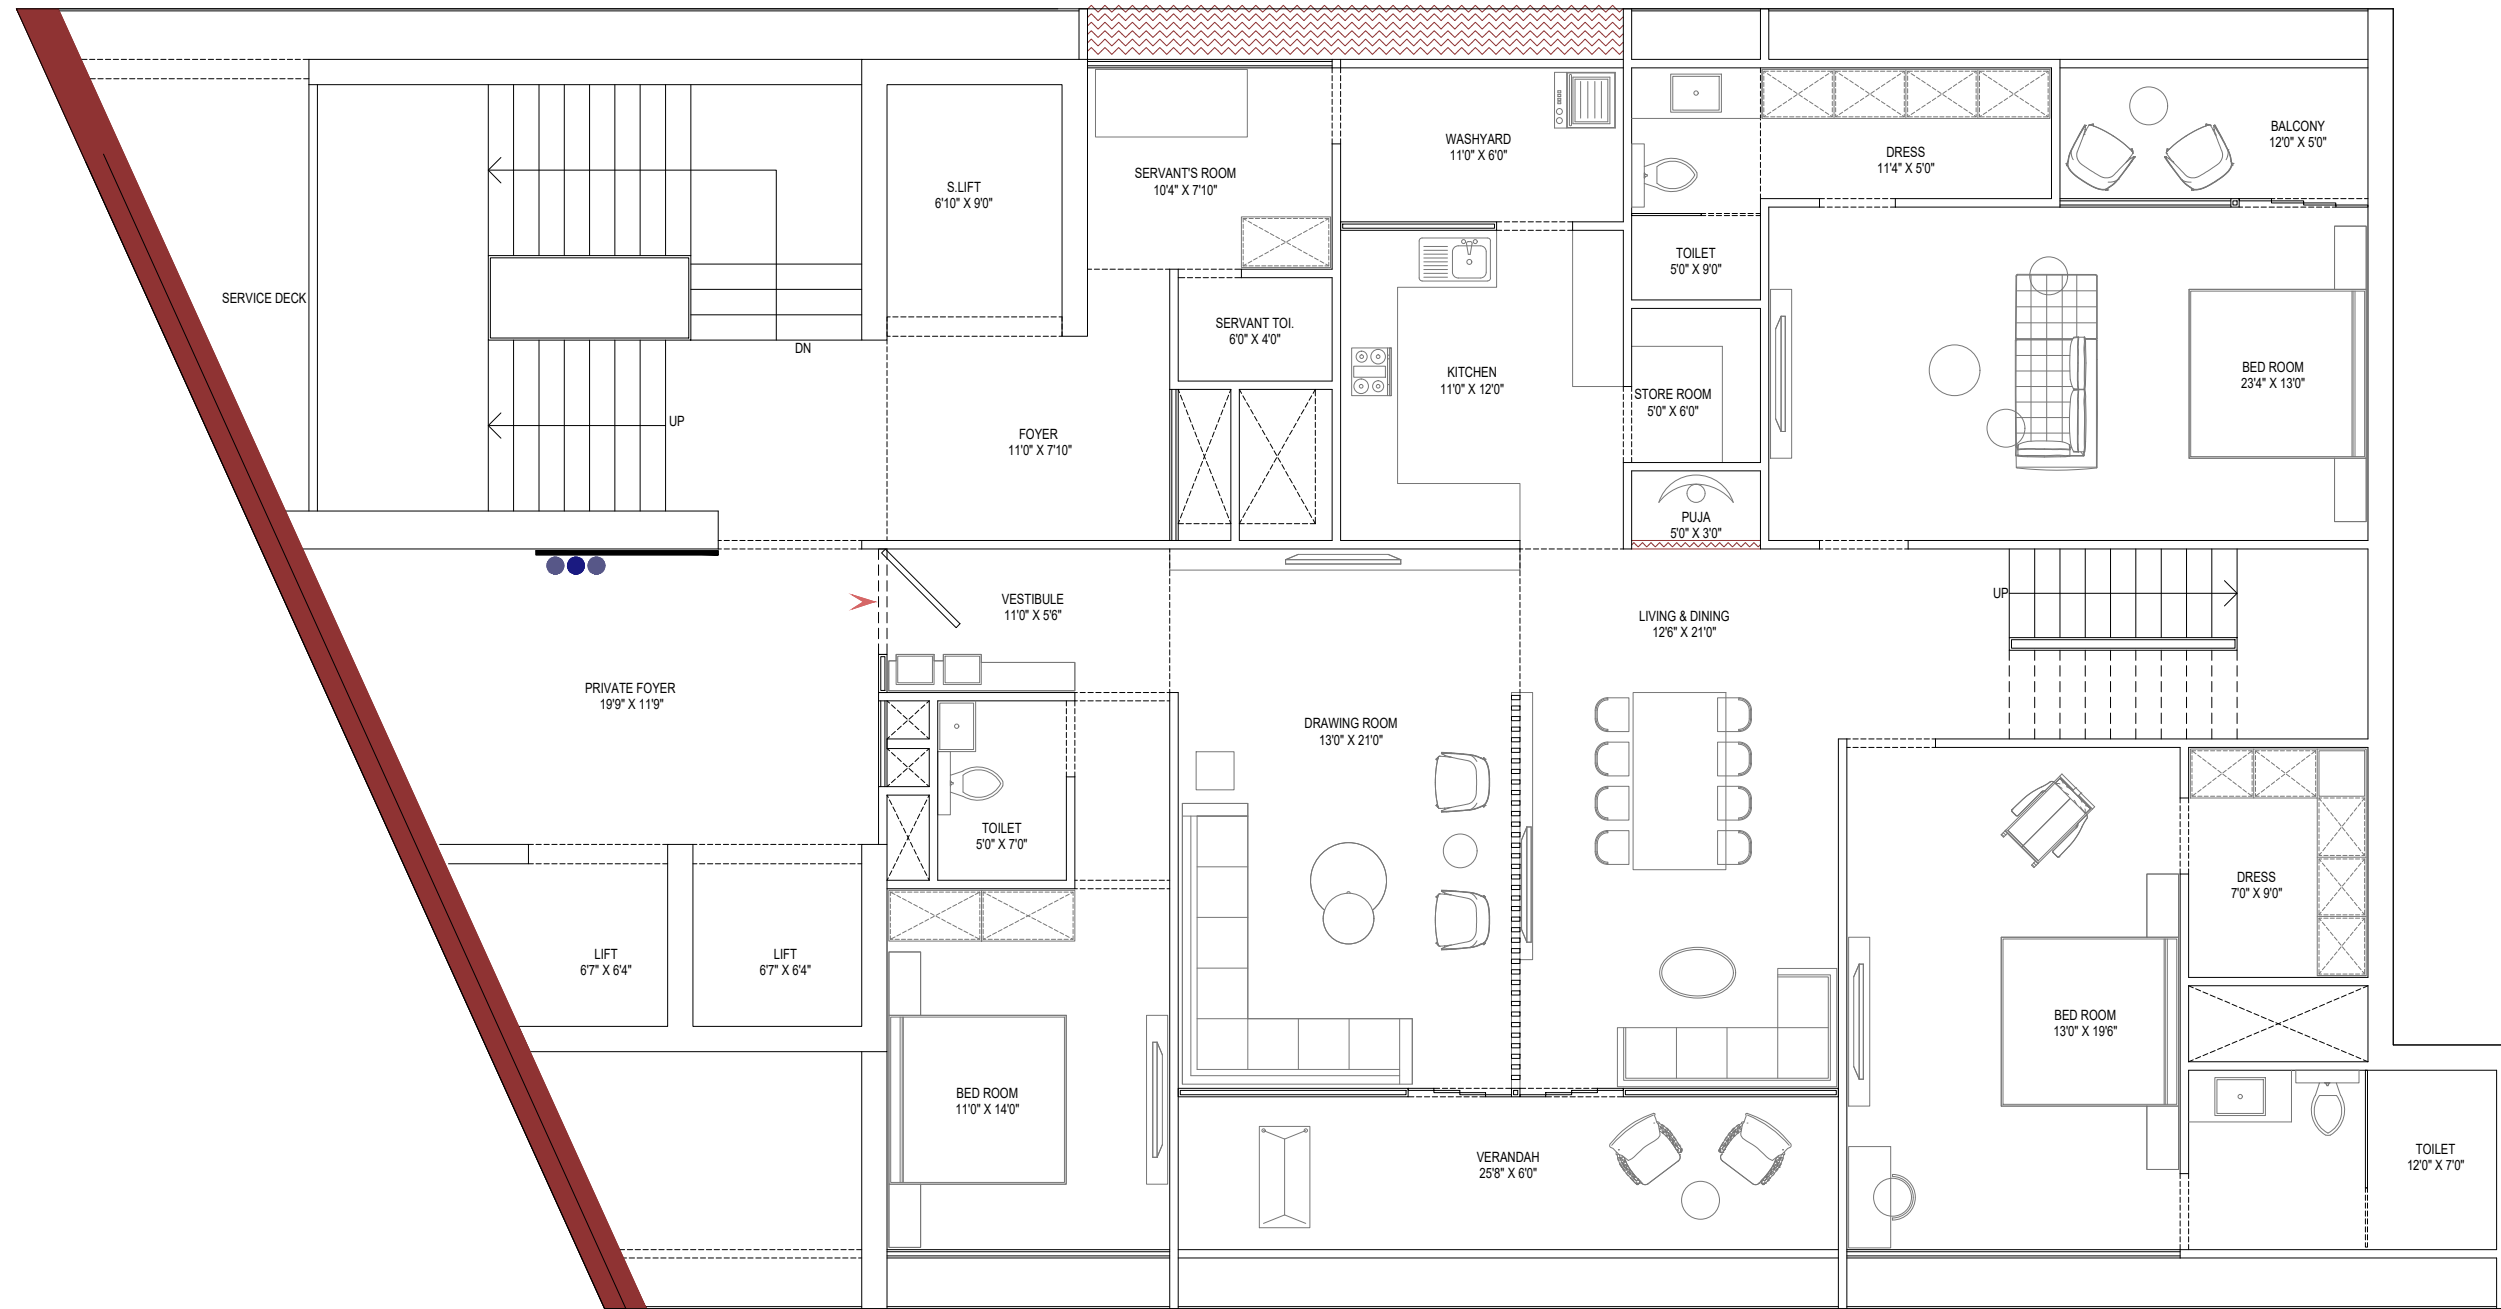 BALCONY
12'0" X 5'0"
WASHYARD
11'0" X 6'0"
DRESS
11'4" X 5'0"
SERVANT'S ROOM
10'4" X 7'10"
S.LIFT
6'10" X 9'0"
TOILET
5'0" X 9'0"
SERVICE DECK
SERVANT TOI.
6'0" X 4'0"
DN
KITCHEN
11'0" X 12'0"
BED ROOM
23'4" X 13'0"
STORE ROOM
5'0" X 6'0"
UP
FOYER
11'0" X 7'10"
PUJA
5'0" X 3'0"
VESTIBULE
11'0" X 5'6"
UP
LIVING & DINING
12'6" X 21'0"
PRIVATE FOYER
19'9" X 11'9"
DRAWING ROOM
13'0" X 21'0"
TOILET
5'0" X 7'0"
DRESS
7'0" X 9'0"
LIFT
6'7" X 6'4"
LIFT
6'7" X 6'4"
BED ROOM
13'0" X 19'6"
BED ROOM
11'0" X 14'0"
VERANDAH
25'8" X 6'0"
TOILET
12'0" X 7'0"